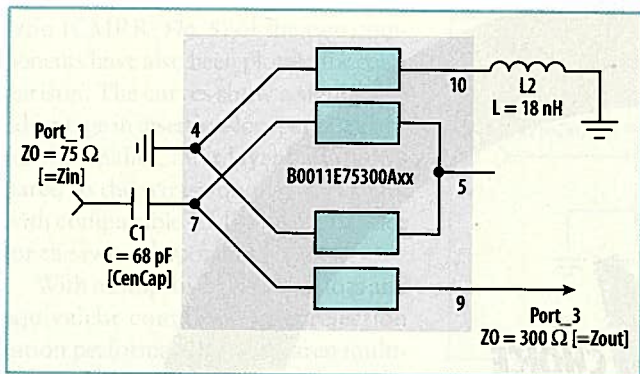 10
L2
L = 18 nH
4
Port_1
Z0 = 75 Ω
[=Zin]
B0011E75300Axx
5
7
C1
C = 68 pF
[CenCap]
9
Port_3
Z0 = 300 Ω [=Zout]